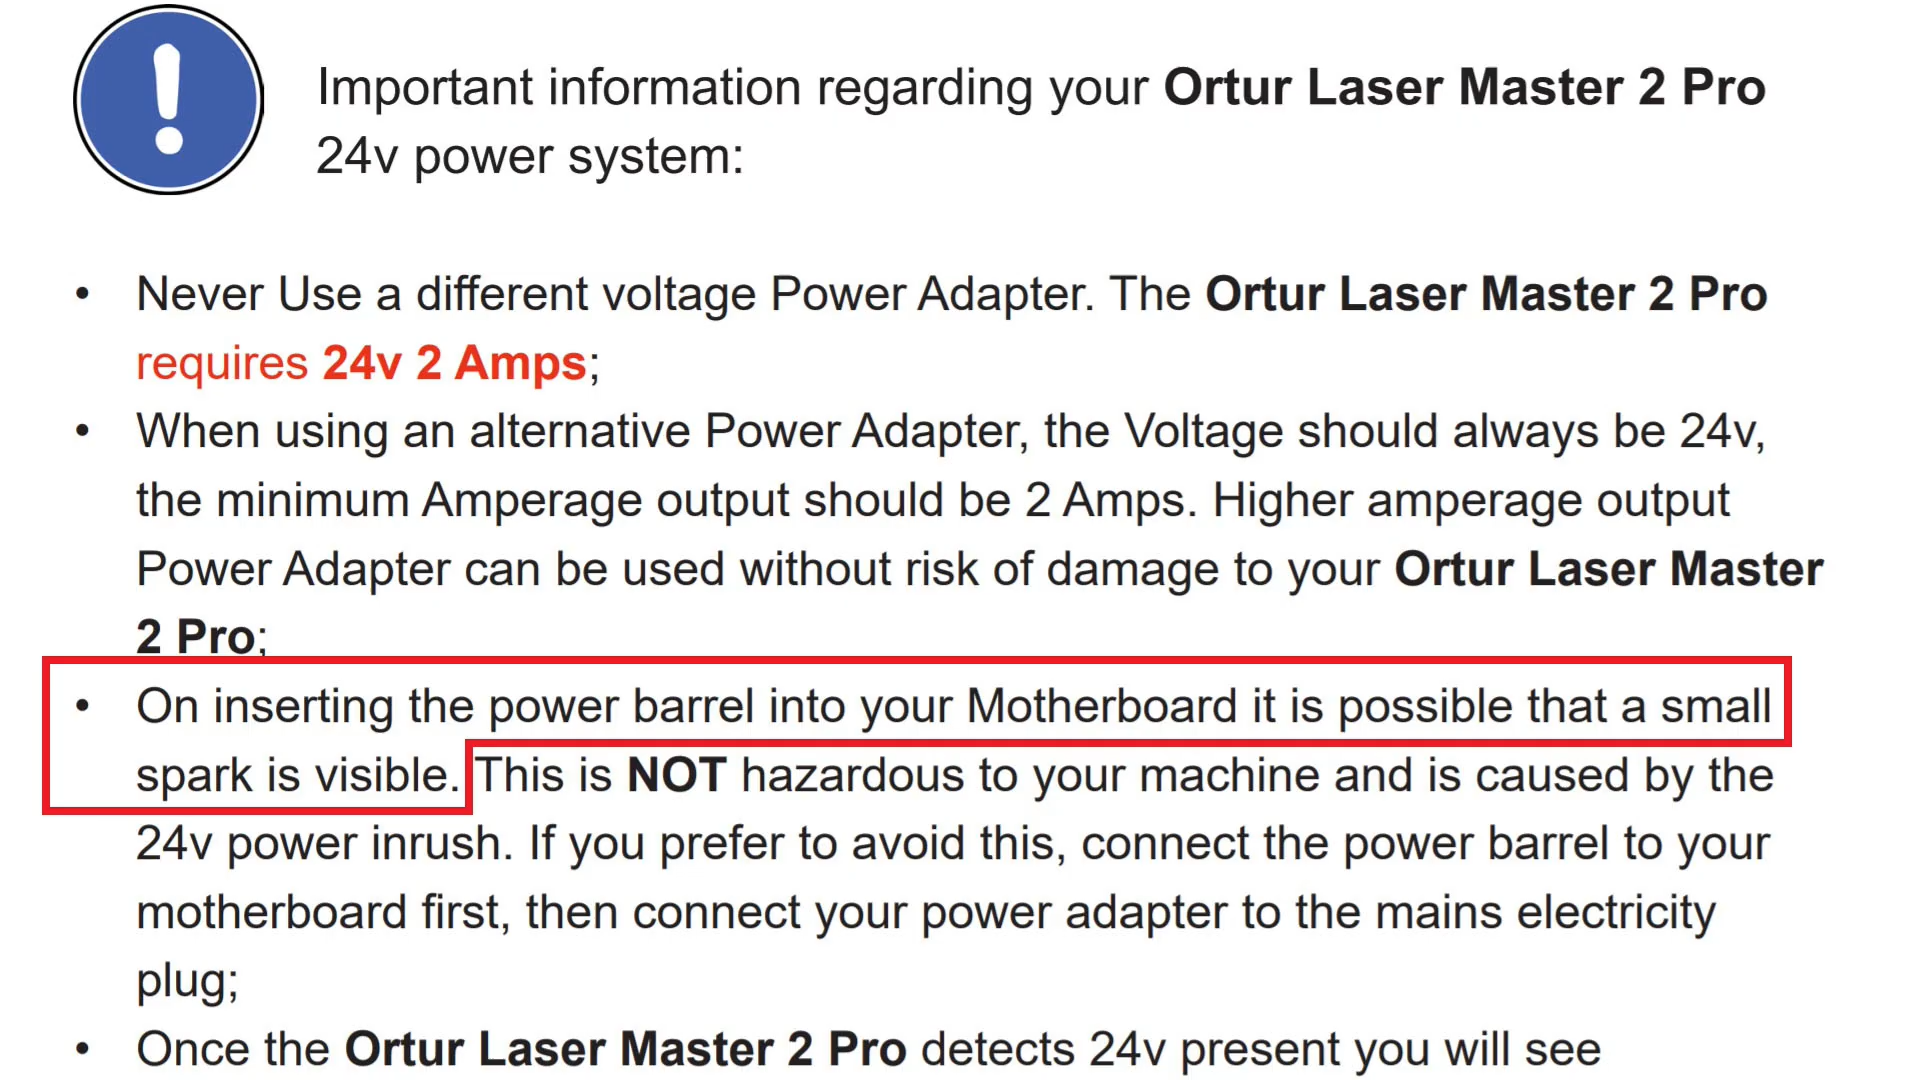 Important information regarding your Ortur Laser Master 2 Pro
24v power system:
• Never Use a different voltage Power Adapter. The Ortur Laser Master 2 Pro
requires 24v 2 Amps;
• When using an alternative Power Adapter, the Voltage should always be 24v,
the minimum Amperage output should be 2 Amps. Higher amperage output
Power Adapter can be used without risk of damage to your Ortur Laser Master
2 Pro;
• On inserting the power barrel into your Motherboard it is possible that a small
spark is visible. This is NOT hazardous to your machine and is caused by the
24v power inrush. If you prefer to avoid this, connect the power barrel to your
motherboard first, then connect your power adapter to the mains electricity
plug;
• Once the Ortur Laser Master 2 Pro detects 24v present you will see